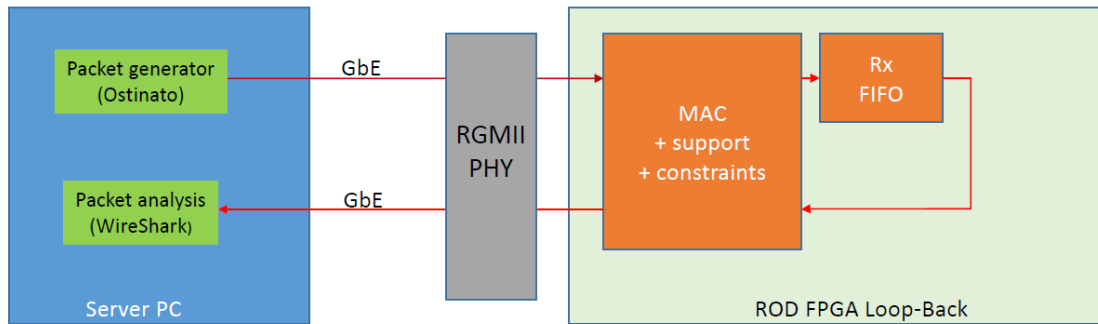 Packet generator
(Ostinato)
GbE
RGMII
PHY
MAC
+ support
+ constraints
Rx
FIFO
Packet analysis
(WireShark)
GbE
Server PC
ROD FPGA Loop-Back